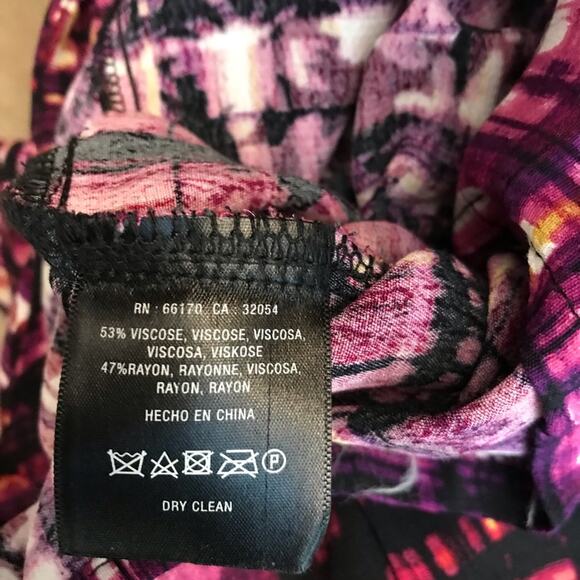 RN : 66170 CA : 32054
53% VISCOSE, VISCOSE, VISCOSA,
VISCOSA, VISKOSE
47%RAYON, RAYONNE, VISCOSA,
RAYON, RAYON
HECHO EN CHINA
P
DRY CLEAN